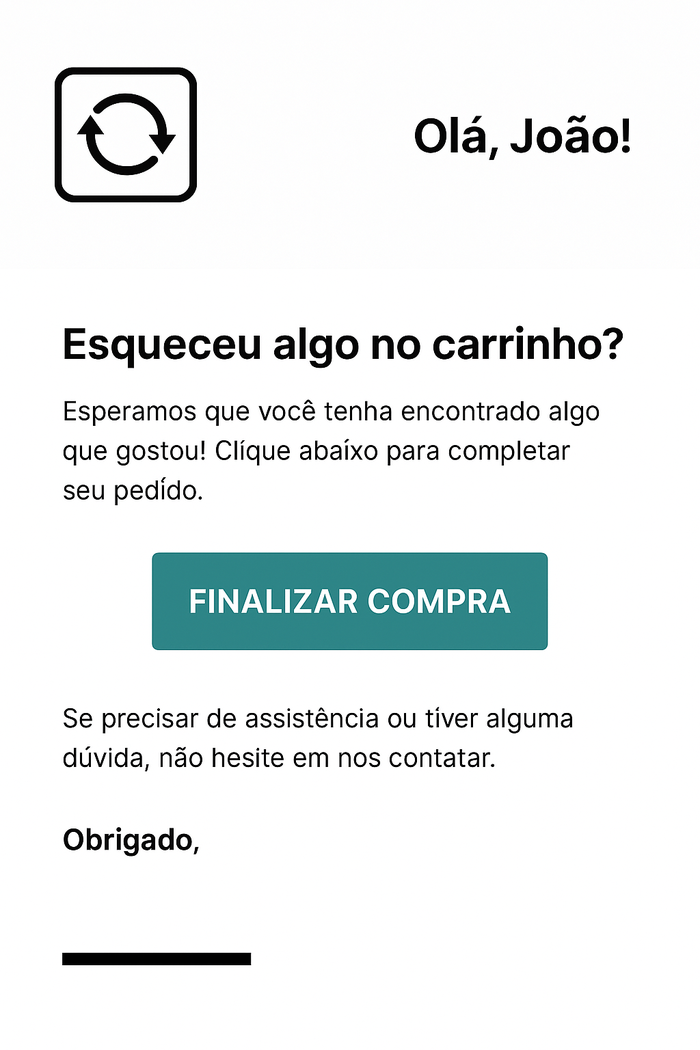 Olá, João!
Esqueceu algo no carrinho?
Esperamos que você tenha encontrado algo
que gostou! Clíque abaíxo para completar
seu pedído.
FINALIZAR COMPRA
Se precisar de assistência ou tíver alguma
dúvida, não hesite em nos contatar.
Obrigado,